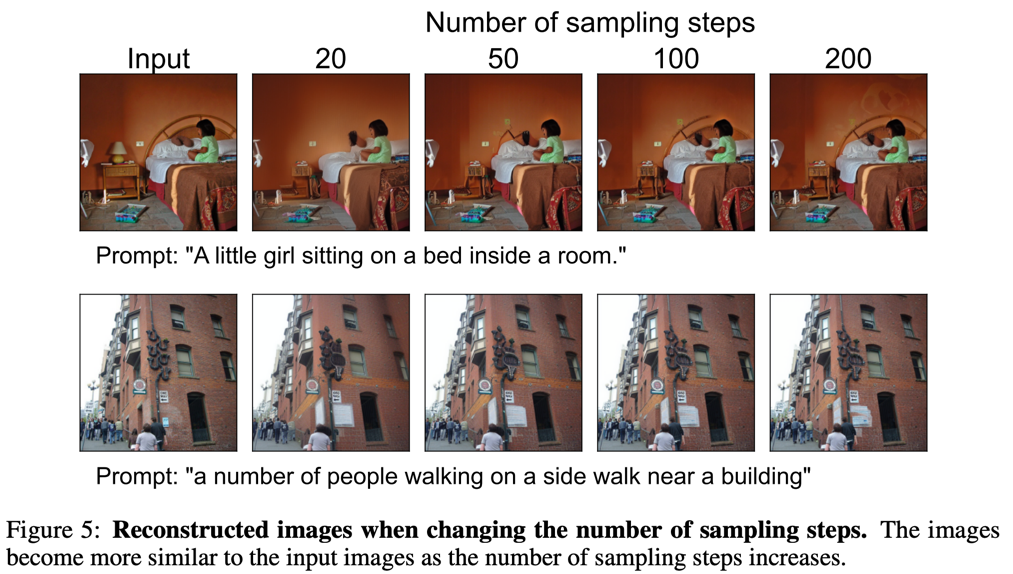 Number of sampling steps
Input 20 50 100 200
Prompt: "A little girl sitting on a bed inside a room."
Prompt: "a number of people walking on a side walk near a building"
Figure 5: Reconstructed images when changing the number of sampling steps. The images
become more similar to the input images as the number of sampling steps increases.